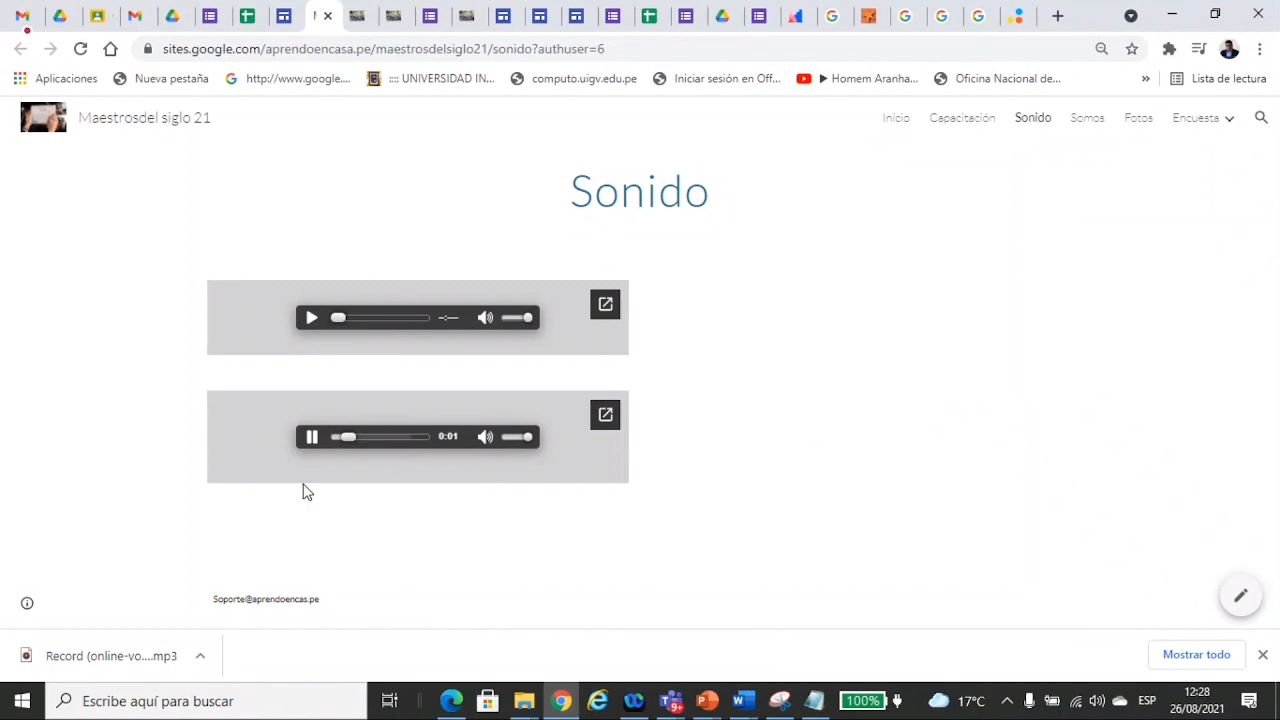 sites.google.com/aprendoencasa.pe/maestrosdelsiglo21/sonido?authuser=6
Aplicaciones Nueva pestaña http://www.google.... :::: UNIVERSIDAD IN... computo.uigv.edu.pe Iniciar sesión en Off... ▶ Homem Aranha... Oficina Nacional de... » Lista de lectura
Maestrosdel siglo 21 Inicio Capacitación Sonido Somos Fotos Encuesta
Sonido
-:--
0:01
Soporte@aprendoencas.pe
Record (online-vo....mp3 Mostrar todo
Escribe aquí para buscar 9+ 100% 17°C ESP 12:28
26/08/2021